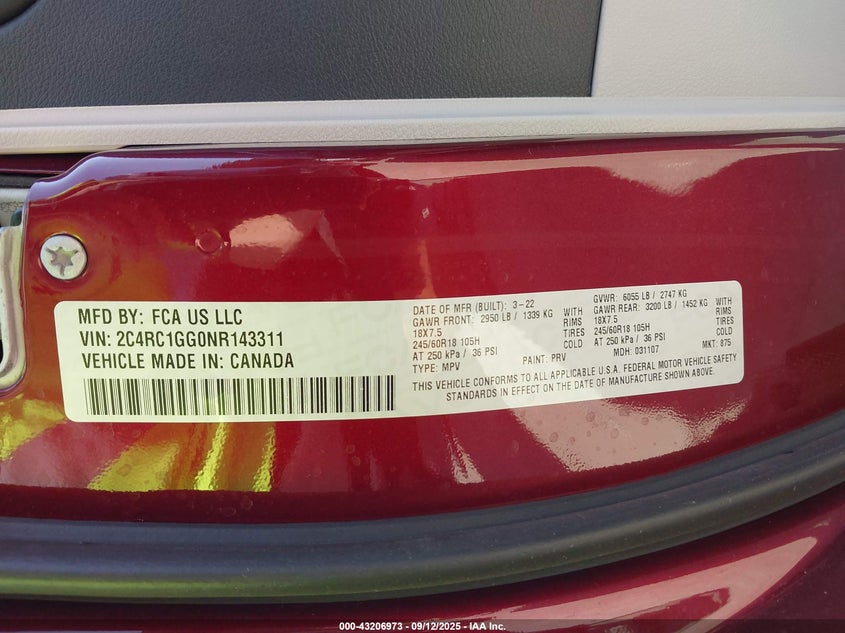 MFD BY: FCA US LLC
VIN: 2C4RC1GG0NR143311
VEHICLE MADE IN: CANADA
DATE OF MFR (BUILT): 3-22
GAWR FRONT: 2950 LB / 1339 KG WITH
18X7.5 RIMS
245/60R18 105H TIRES
AT 250 kPa / 36 PSI COLD
TYPE: MPV
PAINT: PRV
GVWR: 6055 LB / 2747 KG
GAWR REAR: 3200 LB / 1452 KG WITH
18X7.5 RIMS
245/60R18 105H TIRES
AT 250 kPa / 36 PSI COLD
MDH: 031107
MKT: 875
THIS VEHICLE CONFORMS TO ALL APPLICABLE U.S.A. FEDERAL MOTOR VEHICLE SAFETY
STANDARDS IN EFFECT ON THE DATE OF MANUFACTURE SHOWN ABOVE.
000-43206973 - 09/12/2025 - IAA Inc.